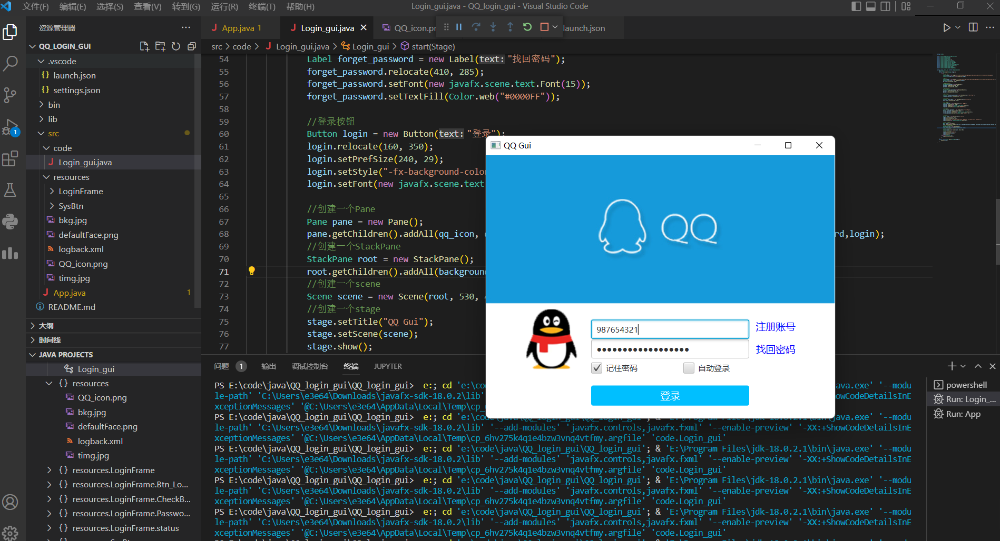 文件(F) 编辑(E) 选择(S) 查看(V) 转到(G) 运行(R) 终端(T) 帮助(H) Login_gui.java - QQ_login_gui - Visual Studio Code
资源管理器
QQ_LOGIN_GUI
.vscode
{} launch.json
{} settings.json
bin
lib
src
code
J Login_gui.java
resources
LoginFrame
SysBtn
bkg.jpg
defaultFace.png
logback.xml
QQ_icon.png
timg.jpg
J App.java 1
README.md
大纲
时间线
JAVA PROJECTS
Login_gui
{} resources
QQ_icon.png
bkg.jpg
defaultFace.png
logback.xml
timg.jpg
{} resources.LoginFrame
{} resources.LoginFrame.Btn_Lo...
{} resources.LoginFrame.CheckB...
{} resources.LoginFrame.Passwo...
{} resources.LoginFrame.status
1
J App.java 1 J Login_gui.java QQ_icon.pr launch.json
src > code > J Login_gui.java > Login_gui > start(Stage)
54 Label forget_password = new Label(text: "找回密码");
55 forget_password.relocate(410, 285);
56 forget_password.setFont(new javafx.scene.text.Font(15));
57 forget_password.setTextFill(Color.web("#0000FF"));
58
59 //登录按钮
60 Button login = new Button(text: "登录");
61 login.relocate(160, 350);
62 login.setPrefSize(240, 29);
63 login.setStyle("-fx-background-color
64 login.setFont(new javafx.scene.text
65
66 //创建一个Pane
67 Pane pane = new Pane();
68 pane.getChildren().addAll(qq_icon, rd,login);
69 //创建一个StackPane
70 StackPane root = new StackPane();
71 root.getChildren().addAll(background
72 //创建一个scene
73 Scene scene = new Scene(root, 530,
74 //创建一个stage
75 stage.setTitle("QQ Gui");
76 stage.setScene(scene);
77 stage.show();
QQ Gui
QQ
987654321 注册账号
●●●●●●●●●●●●●●●●●● 找回密码
记住密码 自动登录
登录
问题 1 输出 调试控制台 终端 JUPYTER
PS E:\code\java\QQ_login_gui\QQ_login_gui> e:; cd 'e:\co ava.exe' '--modu
le-path' 'C:\Users\e3e64\Downloads\javafx-sdk-18.0.2\lib' howCodeDetailsInE
xceptionMessages' '@C:\Users\e3e64\AppData\Local\Temp\cp_
PS E:\code\java\QQ_login_gui\QQ_login_gui> e:; cd 'e:\code\java\QQ_login_gui\QQ_login_gui'; & 'E:\Program Files\jdk-18.0.2.1\bin\java.exe' '--modu
le-path' 'C:\Users\e3e64\Downloads\javafx-sdk-18.0.2\lib' '--add-modules' 'javafx.controls,javafx.fxml' '--enable-preview' '-XX:+ShowCodeDetailsInE
xceptionMessages' '@C:\Users\e3e64\AppData\Local\Temp\cp_6hv275k4q1e4bzw3vnq4vtfmy.argfile' 'code.Login_gui'
PS E:\code\java\QQ_login_gui\QQ_login_gui> e:; cd 'e:\code\java\QQ_login_gui\QQ_login_gui'; & 'E:\Program Files\jdk-18.0.2.1\bin\java.exe' '--modu
le-path' 'C:\Users\e3e64\Downloads\javafx-sdk-18.0.2\lib' '--add-modules' 'javafx.controls,javafx.fxml' '--enable-preview' '-XX:+ShowCodeDetailsInE
xceptionMessages' '@C:\Users\e3e64\AppData\Local\Temp\cp_6hv275k4q1e4bzw3vnq4vtfmy.argfile' 'code.Login_gui'
PS E:\code\java\QQ_login_gui\QQ_login_gui> e:; cd 'e:\code\java\QQ_login_gui\QQ_login_gui'; & 'E:\Program Files\jdk-18.0.2.1\bin\java.exe' '--modu
le-path' 'C:\Users\e3e64\Downloads\javafx-sdk-18.0.2\lib' '--add-modules' 'javafx.controls,javafx.fxml' '--enable-preview' '-XX:+ShowCodeDetailsInE
xceptionMessages' '@C:\Users\e3e64\AppData\Local\Temp\cp_6hv275k4q1e4bzw3vnq4vtfmy.argfile' 'code.Login_gui'
PS E:\code\java\QQ_login_gui\QQ_login_gui> e:; cd 'e:\code\java\QQ_login_gui\QQ_login_gui'; & 'E:\Program Files\jdk-18.0.2.1\bin\java.exe' '--modu
le-path' 'C:\Users\e3e64\Downloads\javafx-sdk-18.0.2\lib' '--add-modules' 'javafx.controls,javafx.fxml' '--enable-preview' '-XX:+ShowCodeDetailsInE
xceptionMessages' '@C:\Users\e3e64\AppData\Local\Temp\cp_6hv275k4q1e4bzw3vnq4vtfmy.argfile' 'code.Login_gui'
powershell
Run: Login_...
Run: App